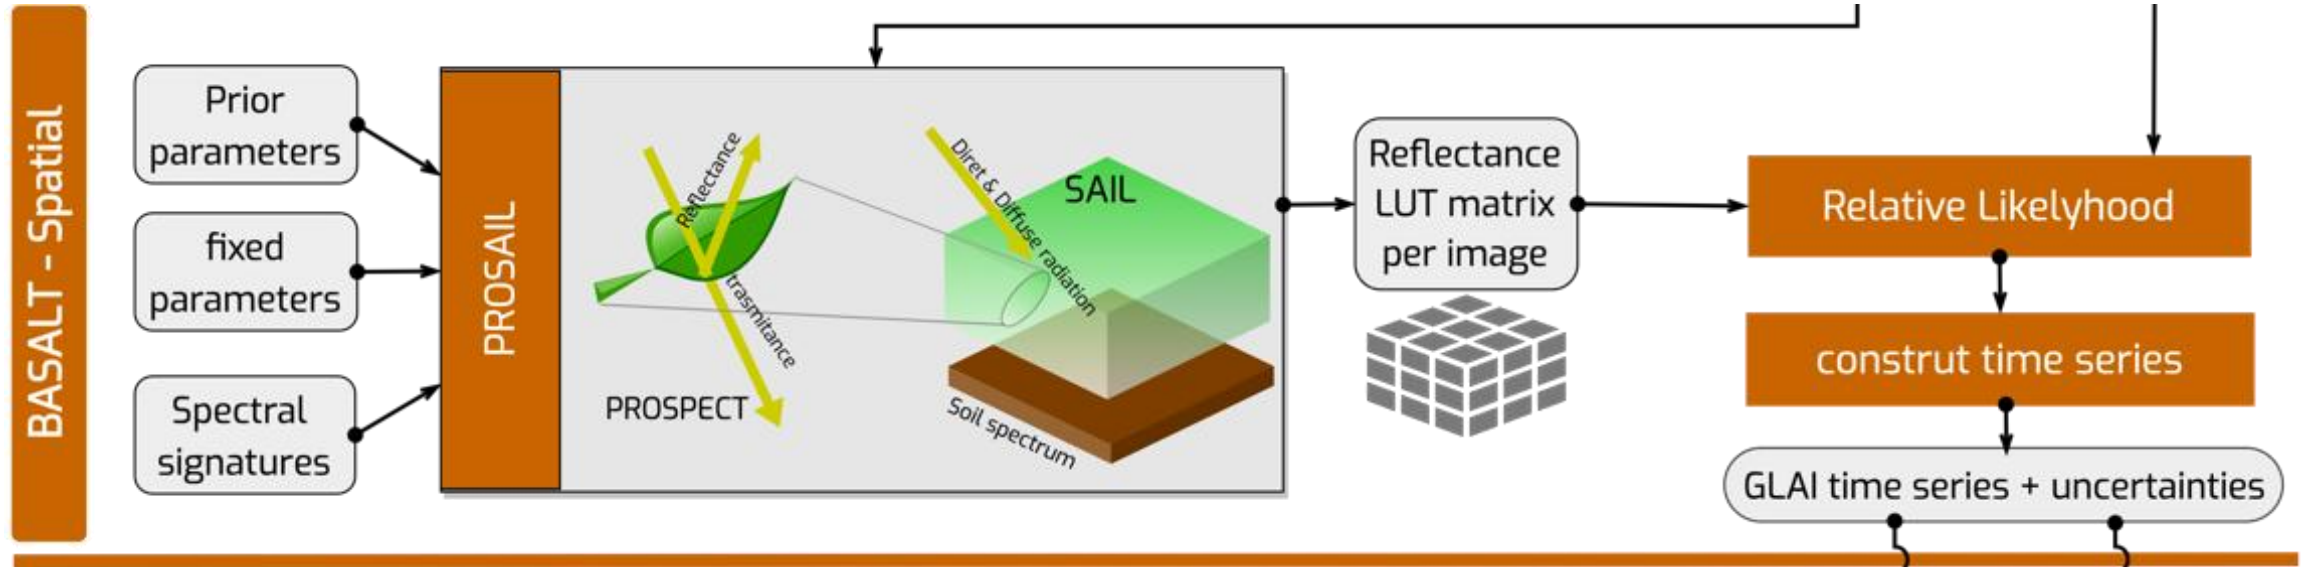 BASALT - Spatial
Prior
parameters
fixed
parameters
Spectral
signatures
PROSAIL
Reflectance
trasmitance
PROSPECT
Diret & Diffuse radiation
SAIL
Soil spectrum
Reflectance
LUT matrix
per image
Relative Likelyhood
construt time series
GLAI time series + uncertainties